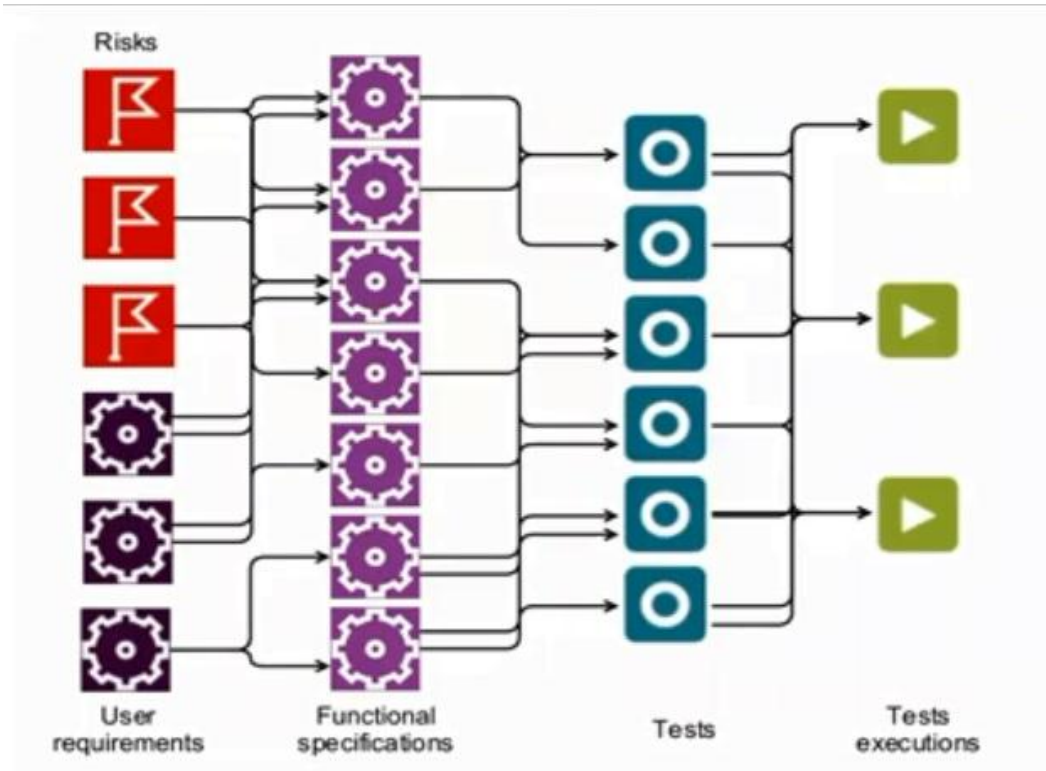 Risks
User
requirements
Functional
specifications
Tests
Tests
executions